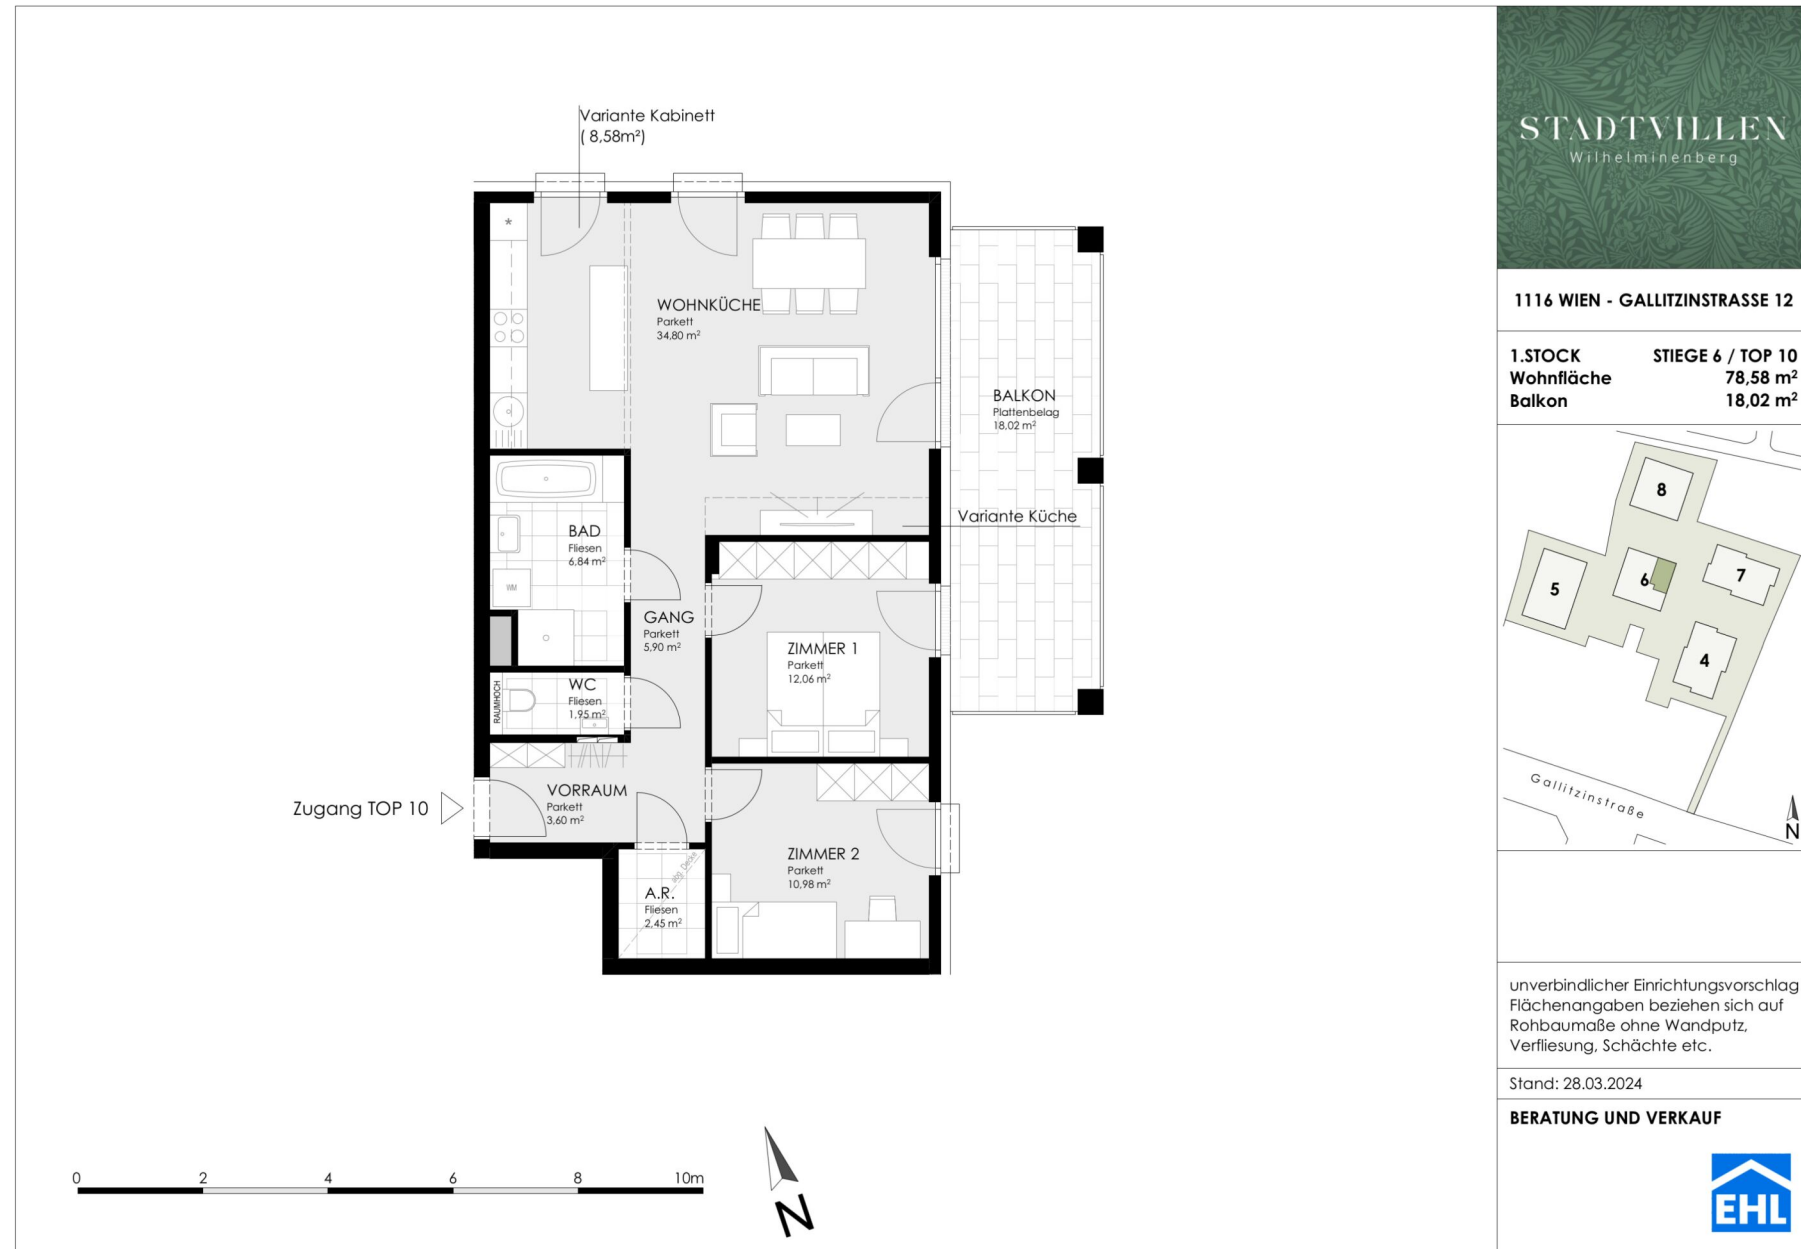 Variante Kabinett
( 8,58m²)
*
WOHNKÜCHE
Parkett
34,80 m²
BALKON
Plattenbelag
18,02 m²
Variante Küche
BAD
Fliesen
6,84 m²
WM
GANG
Parkett
5,90 m²
ZIMMER 1
Parkett
12,06 m²
WC
Fliesen
1,95 m²
RAUMHOCH
VORRAUM
Parkett
3,60 m²
Zugang TOP 10
ZIMMER 2
Parkett
10,98 m²
A.R.
Fliesen
2,45 m²
abg. Decke
0 2 4 6 8 10m
N
STADTVILLEN
Wilhelminenberg
1116 WIEN - GALLITZINSTRASSE 12
1.STOCK STIEGE 6 / TOP 10
Wohnfläche 78,58 m²
Balkon 18,02 m²
8
5
6
7
4
Gallitzinstraße
N
unverbindlicher Einrichtungsvorschlag
Flächenangaben beziehen sich auf
Rohbaumaße ohne Wandputz,
Verfliesung, Schächte etc.
Stand: 28.03.2024
BERATUNG UND VERKAUF
EHL